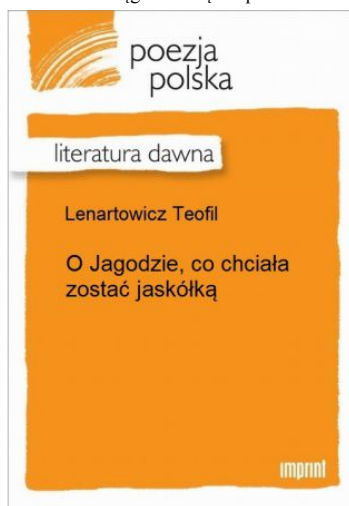 poezja
polska
literatura dawna
Lenartowicz Teofil
O Jagodzie, co chciała
zostać jaskółką
imprint